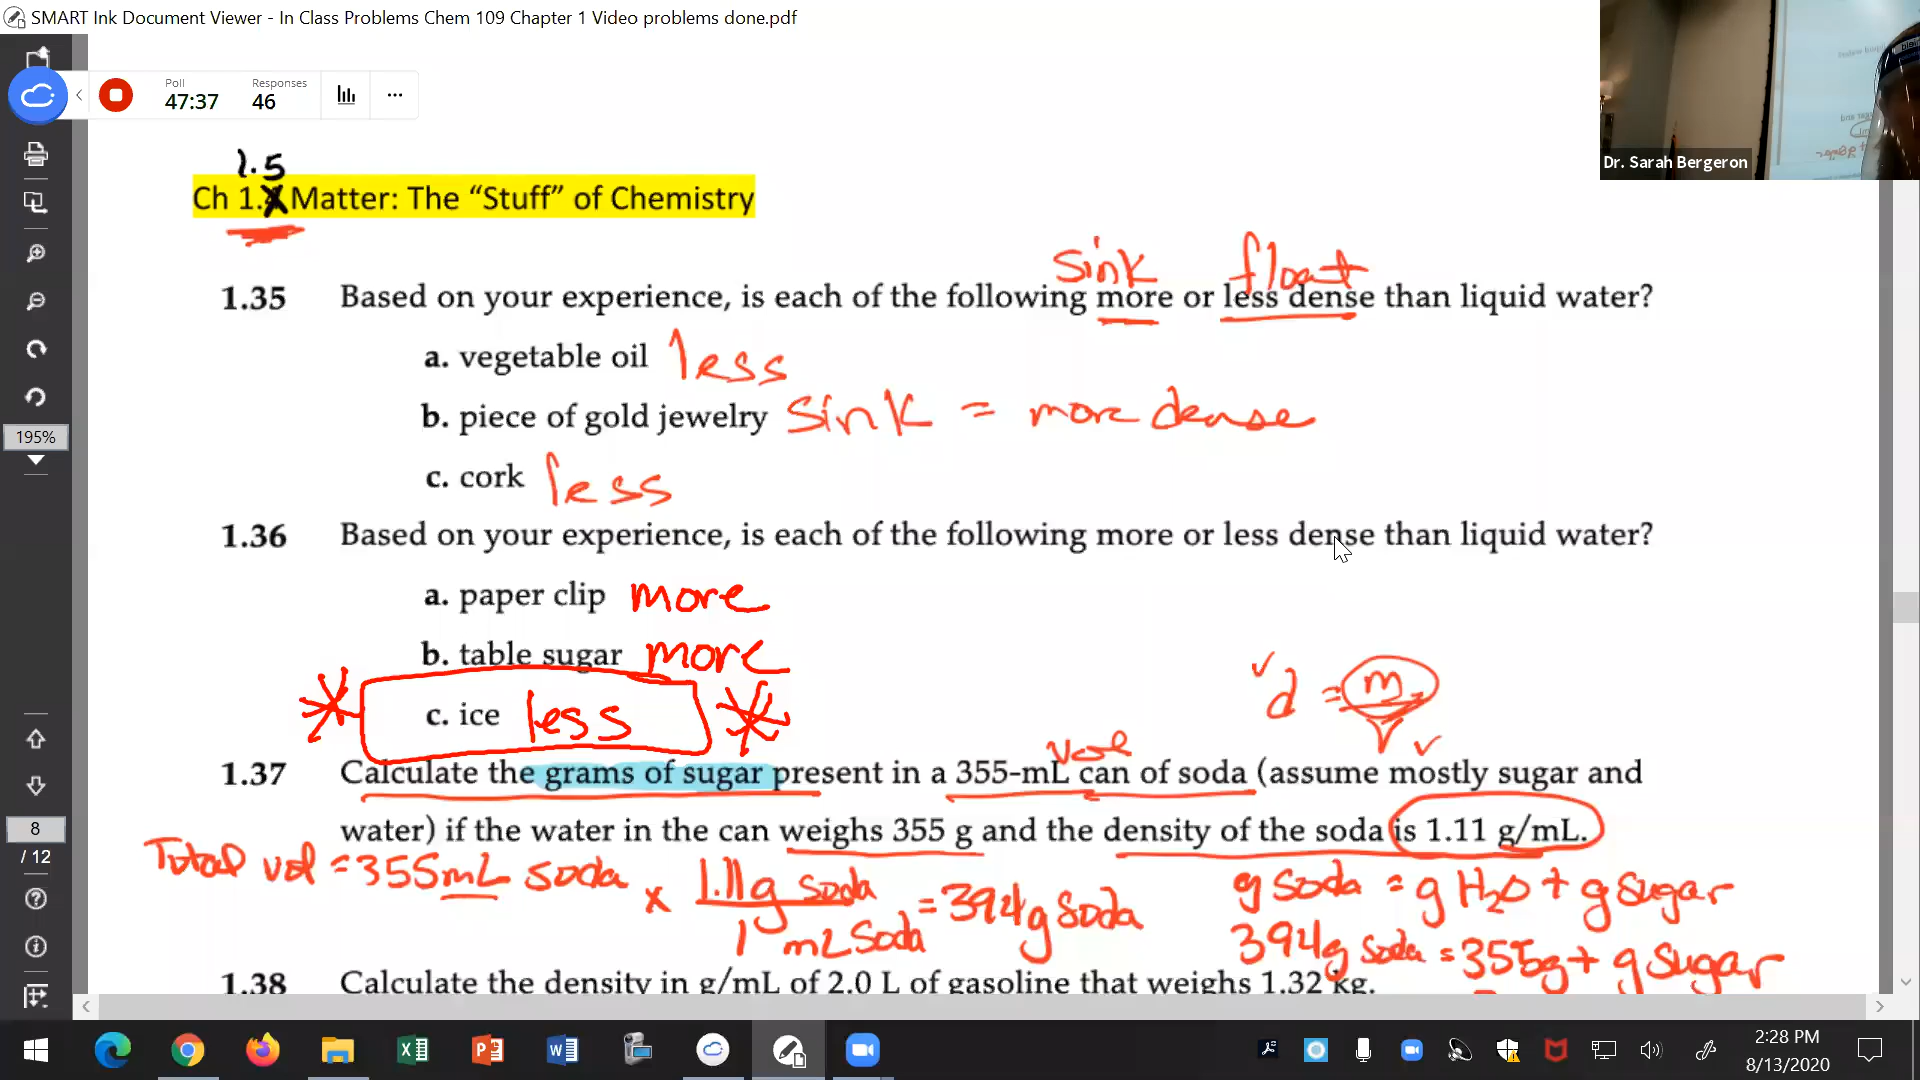 SMART Ink Document Viewer - In Class Problems Chem 109 Chapter 1 Video problems done.pdf
Poll
47:37
Responses
46
Dr. Sarah Bergeron
1.5
Ch 1. Matter: The “Stuff” of Chemistry
sink float
1.35 Based on your experience, is each of the following more or less dense than liquid water?
a. vegetable oil less
b. piece of gold jewelry sink = more dense
c. cork less
195%
1.36 Based on your experience, is each of the following more or less dense than liquid water?
a. paper clip more
b. table sugar more
c. ice less
d = m
V
vol
1.37 Calculate the grams of sugar present in a 355-mL can of soda (assume mostly sugar and
water) if the water in the can weighs 355 g and the density of the soda is 1.11 g/mL.
Total vol = 355mL soda x 1.11g soda = 394g soda
1 mL soda
g soda = g H2O + g sugar
394g soda = 355g + g sugar
1.38 Calculate the density in g/mL of 2.0 L of gasoline that weighs 1.32 kg.
8
/ 12
2:28 PM
8/13/2020